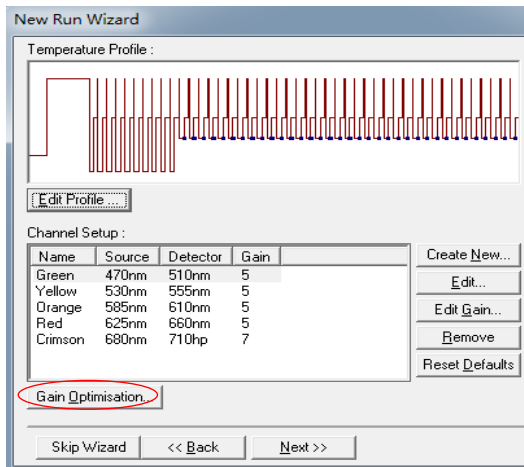 New Run Wizard
Temperature Profile :
Edit Profile ...
Channel Setup :
Name Source Detector Gain
Green 470nm 510nm 5
Yellow 530nm 555nm 5
Orange 585nm 610nm 5
Red 625nm 660nm 5
Crimson 680nm 710hp 7
Create New...
Edit...
Edit Gain...
Remove
Reset Defaults
Gain Optimisation...
Skip Wizard << Back Next >>